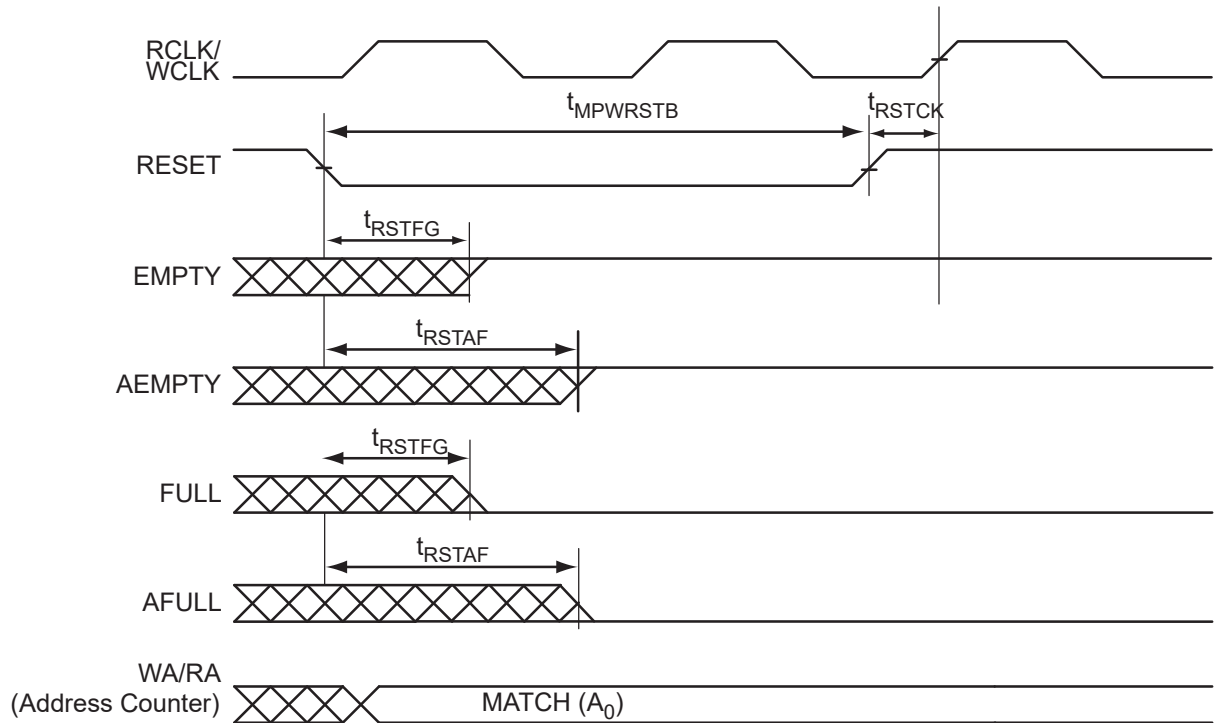 RCLK/
WCLK
tMPWRSTB
tRSTCK
RESET
tRSTFG
EMPTY
tRSTAF
AEMPTY
tRSTFG
FULL
tRSTAF
AFULL
WA/RA
(Address Counter)
MATCH (A0)